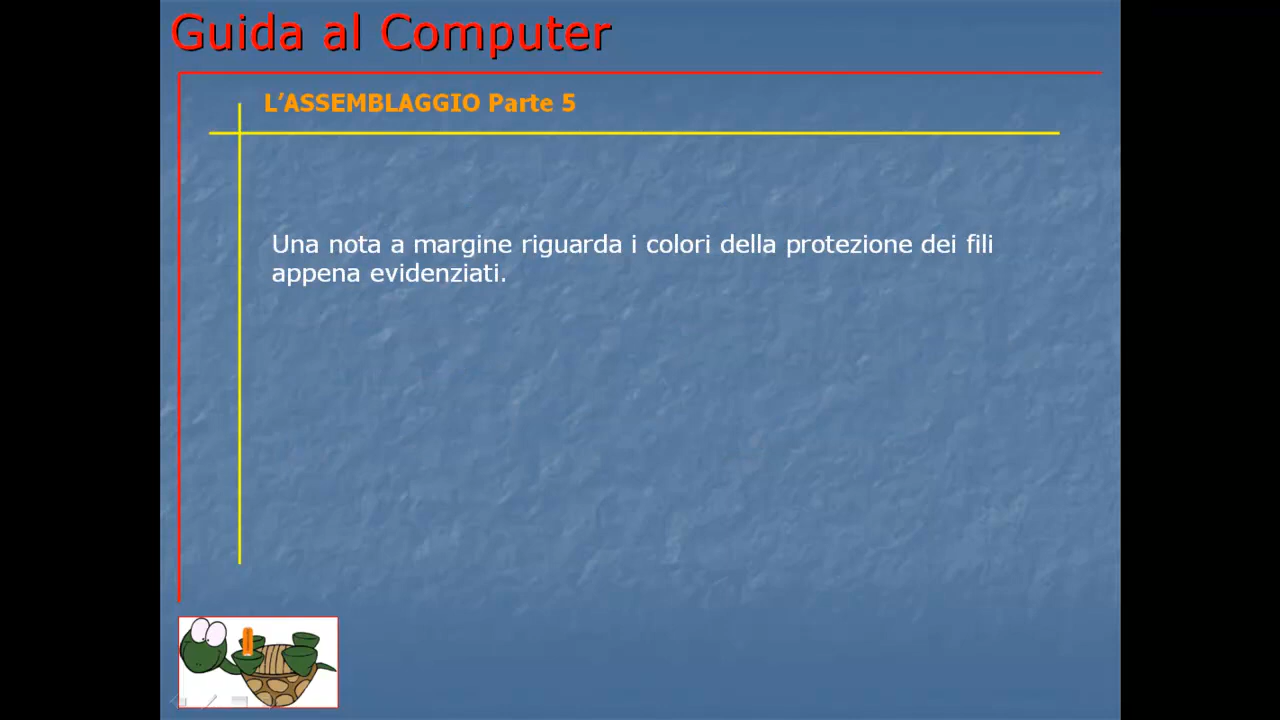 Guida al Computer
L’ASSEMBLAGGIO Parte 5
Una nota a margine riguarda i colori della protezione dei fili
appena evidenziati.